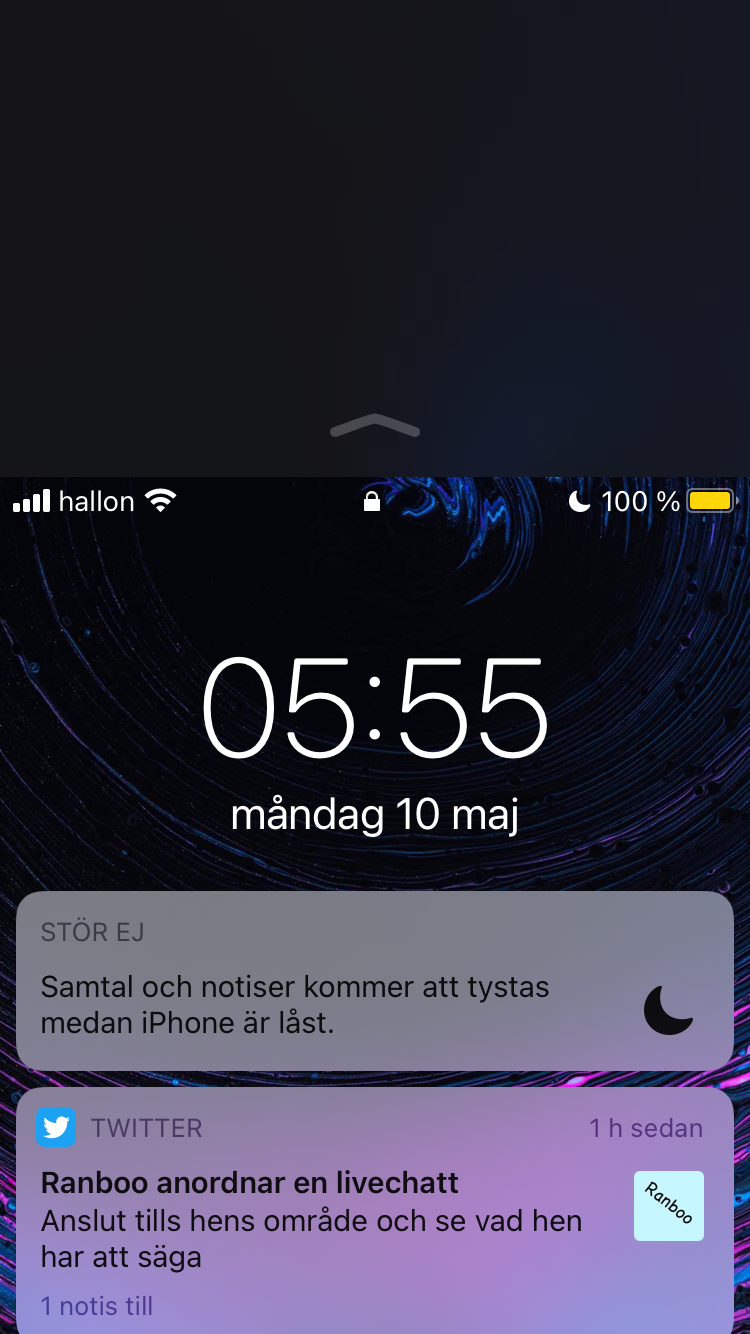 hallon
100 %
05:55
måndag 10 maj
STÖR EJ
Samtal och notiser kommer att tystas
medan iPhone är låst.
TWITTER
1 h sedan
Ranboo anordnar en livechatt
Anslut tills hens område och se vad hen
har att säga
Ranboo
1 notis till